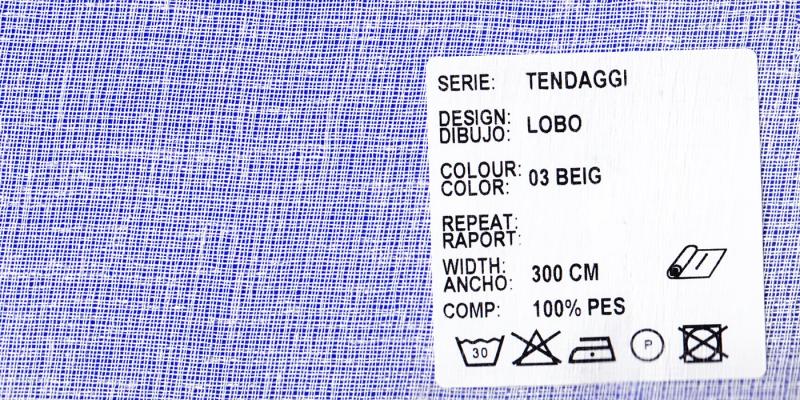 SERIE: TENDAGGI
DESIGN:
DIBUJO: LOBO
COLOUR:
COLOR: 03 BEIG
REPEAT:
RAPORT:
WIDTH:
ANCHO: 300 CM
COMP: 100% PES
30 P